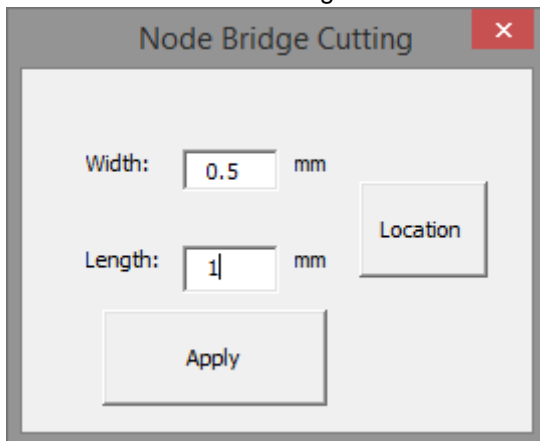 Node Bridge Cutting
Width: 0.5 mm
Location
Length: 1 mm
Apply